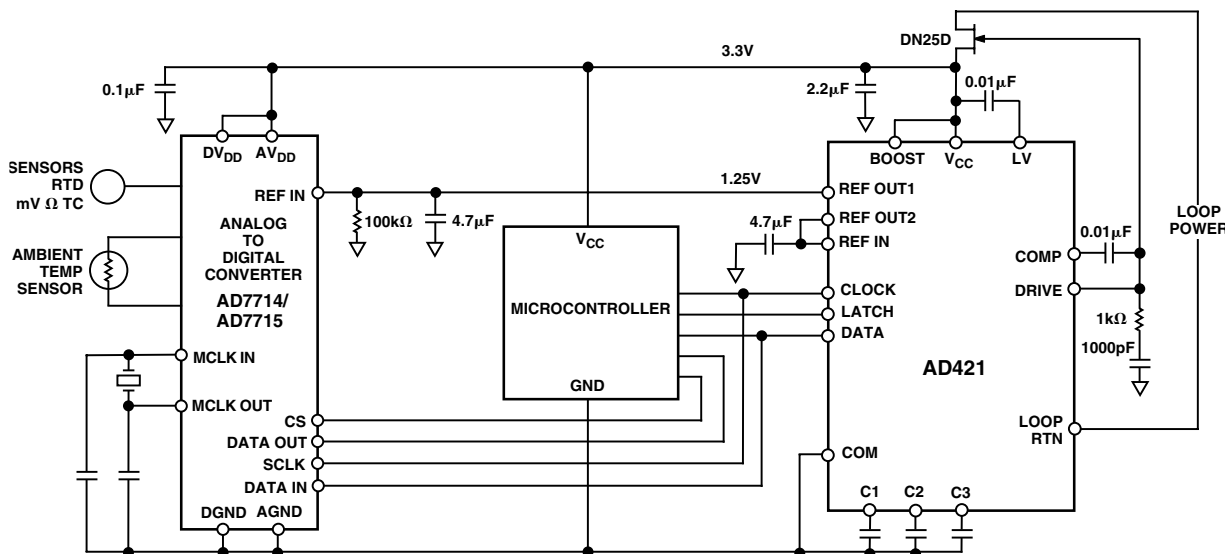 DN25D
3.3V
0.1µF
2.2µF
0.01µF
DV_DD
AV_DD
BOOST
V_CC
LV
SENSORS
RTD
mV Ω TC
REF IN
1.25V
REF OUT1
ANALOG
TO
DIGITAL
CONVERTER
AD7714/
AD7715
100kΩ
4.7µF
4.7µF
REF OUT2
REF IN
LOOP
POWER
V_CC
0.01µF
COMP
AMBIENT
TEMP
SENSOR
MICROCONTROLLER
CLOCK
LATCH
DATA
DRIVE
1kΩ
1000pF
AD421
MCLK IN
GND
MCLK OUT
CS
DATA OUT
SCLK
DATA IN
LOOP
RTN
COM
DGND
AGND
C1
C2
C3